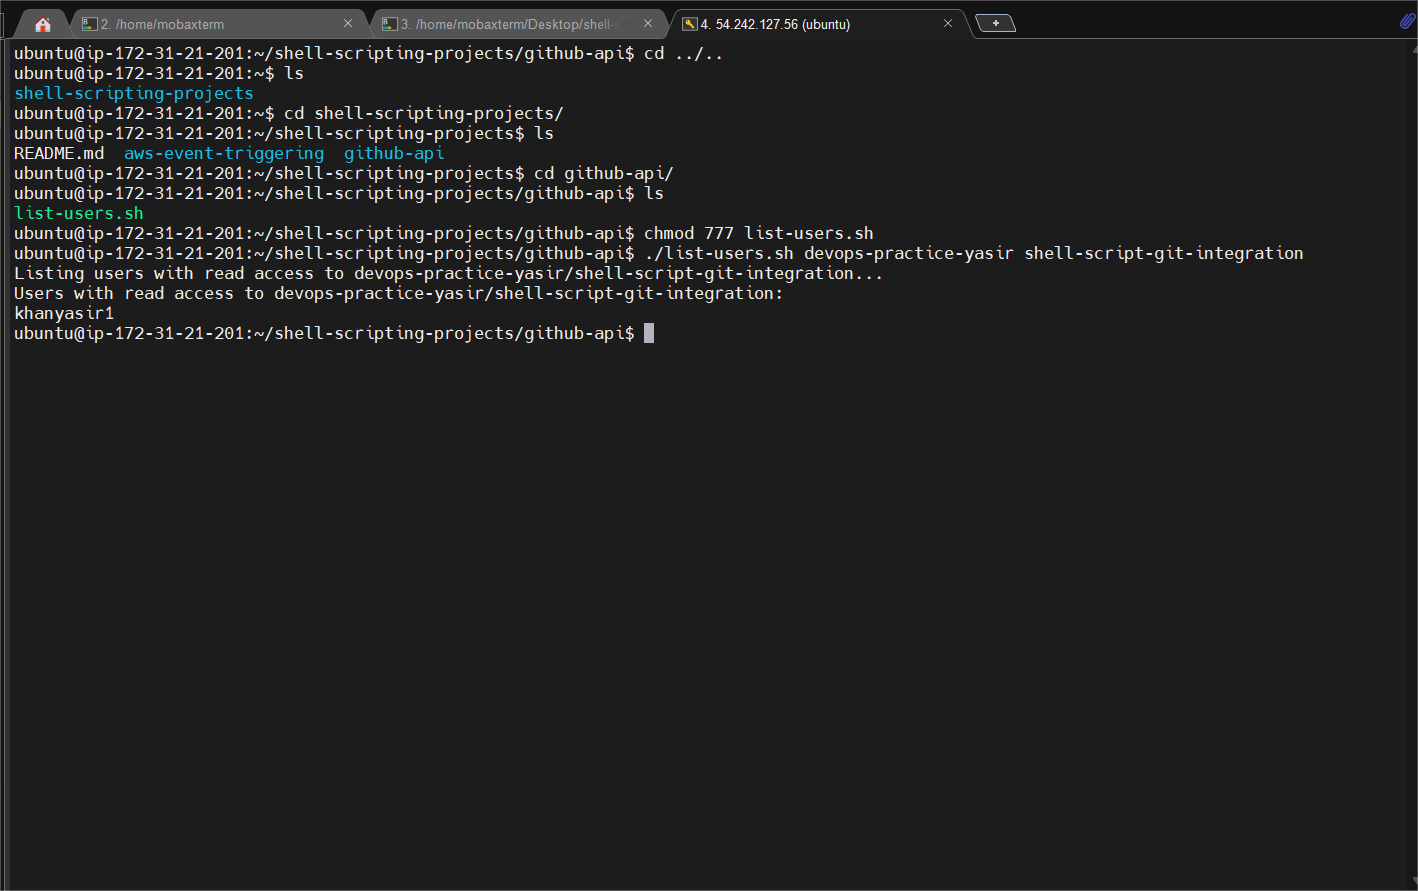 2. /home/mobaxterm
3. /home/mobaxterm/Desktop/shell-
4. 54.242.127.56 (ubuntu)
ubuntu@ip-172-31-21-201:~/shell-scripting-projects/github-api$ cd ../..
ubuntu@ip-172-31-21-201:~$ ls
shell-scripting-projects
ubuntu@ip-172-31-21-201:~$ cd shell-scripting-projects/
ubuntu@ip-172-31-21-201:~/shell-scripting-projects$ ls
README.md  aws-event-triggering  github-api
ubuntu@ip-172-31-21-201:~/shell-scripting-projects$ cd github-api/
ubuntu@ip-172-31-21-201:~/shell-scripting-projects/github-api$ ls
list-users.sh
ubuntu@ip-172-31-21-201:~/shell-scripting-projects/github-api$ chmod 777 list-users.sh
ubuntu@ip-172-31-21-201:~/shell-scripting-projects/github-api$ ./list-users.sh devops-practice-yasir shell-script-git-integration
Listing users with read access to devops-practice-yasir/shell-script-git-integration...
Users with read access to devops-practice-yasir/shell-script-git-integration:
khanyasir1
ubuntu@ip-172-31-21-201:~/shell-scripting-projects/github-api$